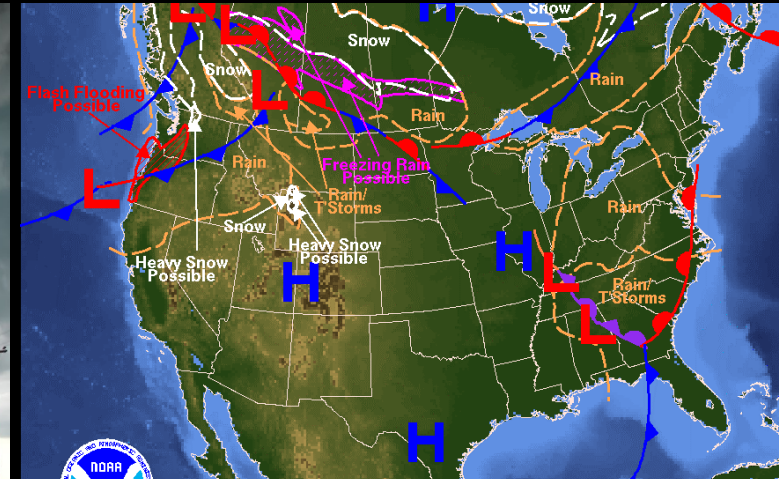 H
Snow
L
L
Snow
Snow
Rain
L
Flash Flooding
Possible
Rain
Rain
Freezing Rain
Possible
L
Rain/
T'Storms
Rain
Snow
Heavy Snow
Possible
Heavy Snow
Possible
H
H
L
Rain/
T'Storms
L
H
NOAA